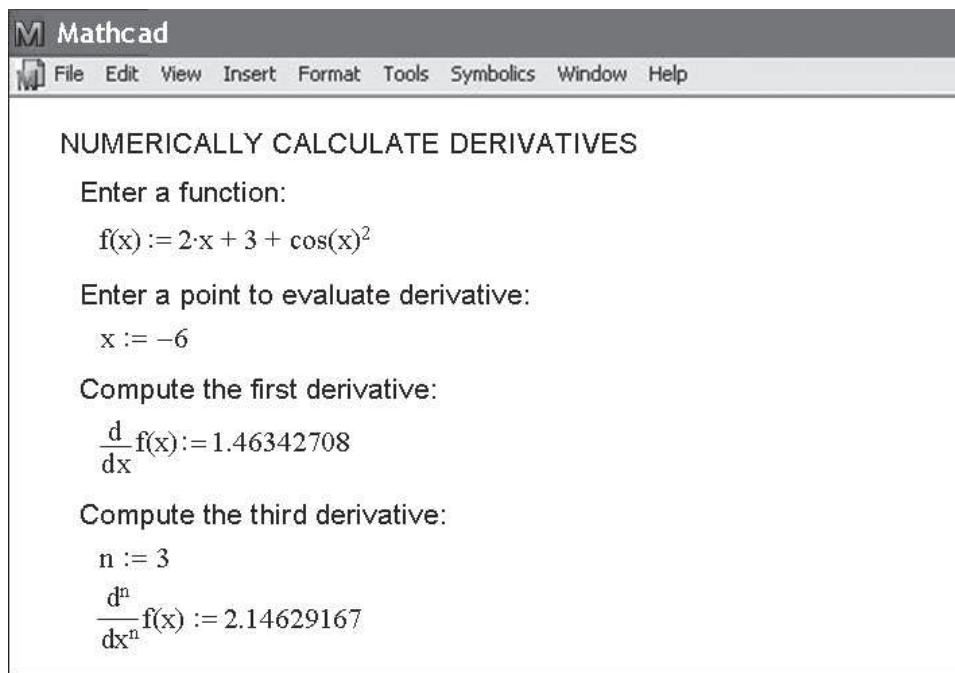 Mathcad
File Edit View Insert Format Tools Symbolics Window Help
NUMERICALLY CALCULATE DERIVATIVES
Enter a function:
f(x) := 2·x + 3 + cos(x)²
Enter a point to evaluate derivative:
x := −6
Compute the first derivative:
d/dx f(x) := 1.46342708
Compute the third derivative:
n := 3
dⁿ/dxⁿ f(x) := 2.14629167